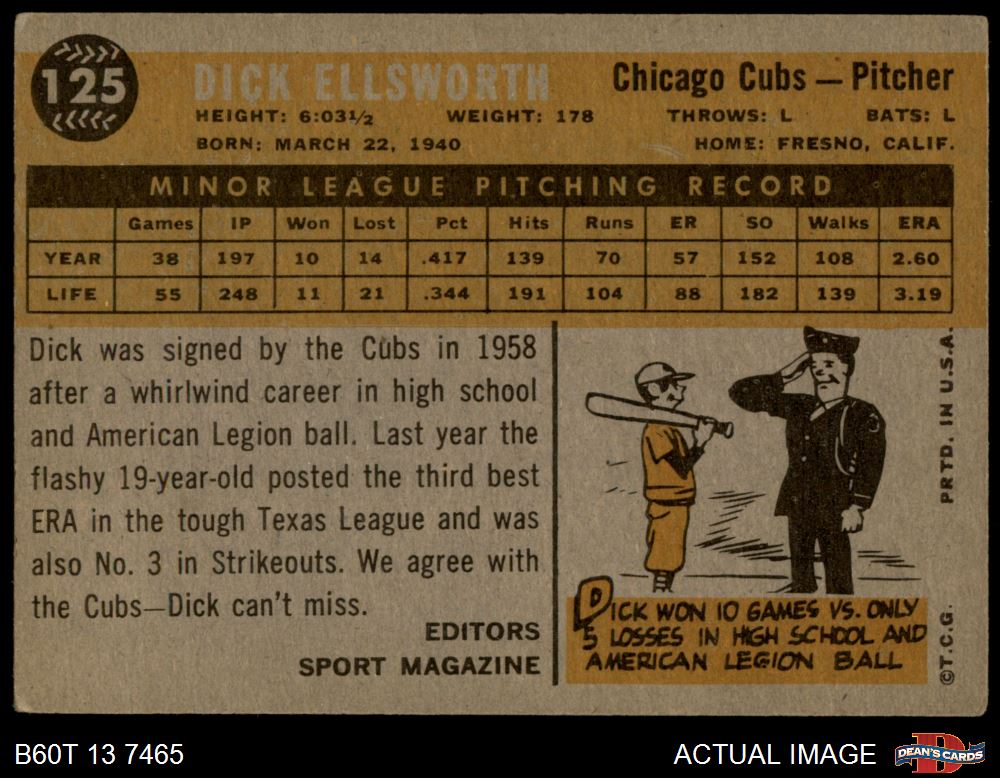 125
DICK ELLSWORTH
Chicago Cubs — Pitcher
HEIGHT: 6:03½ WEIGHT: 178 THROWS: L BATS: L
BORN: MARCH 22, 1940 HOME: FRESNO, CALIF.
MINOR LEAGUE PITCHING RECORD
Games IP Won Lost Pct Hits Runs ER SO Walks ERA
YEAR 38 197 10 14 .417 139 70 57 152 108 2.60
LIFE 55 248 11 21 .344 191 104 88 182 139 3.19
Dick was signed by the Cubs in 1958
after a whirlwind career in high school
and American Legion ball. Last year the
flashy 19-year-old posted the third best
ERA in the tough Texas League and was
also No. 3 in Strikeouts. We agree with
the Cubs—Dick can't miss.
EDITORS
SPORT MAGAZINE
DICK WON 10 GAMES VS. ONLY
5 LOSSES IN HIGH SCHOOL AND
AMERICAN LEGION BALL
©T.C.G. PRTD. IN U.S.A.
B60T 13 7465
ACTUAL IMAGE
DEAN'S CARDS